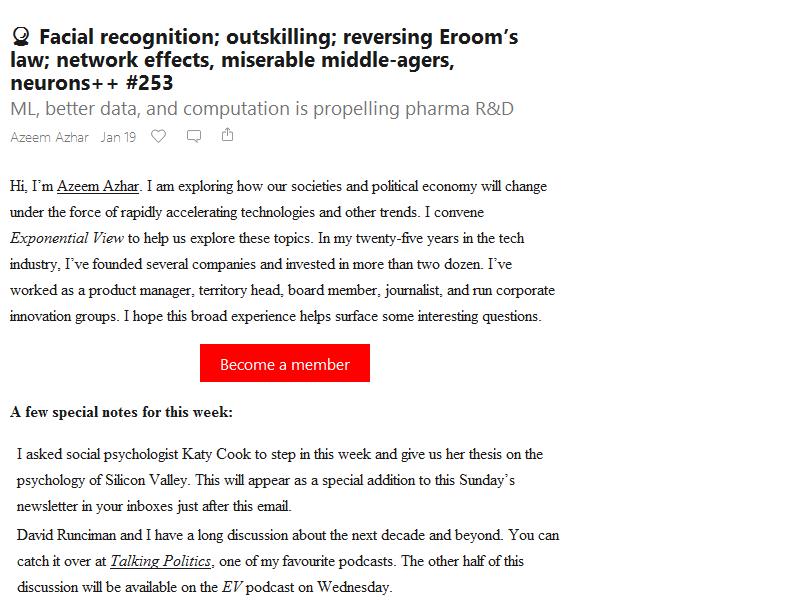 Facial recognition; outskilling; reversing Eroom’s
law; network effects, miserable middle-agers,
neurons++ #253
ML, better data, and computation is propelling pharma R&D
Azeem Azhar Jan 19
Hi, I’m Azeem Azhar. I am exploring how our societies and political economy will change
under the force of rapidly accelerating technologies and other trends. I convene
Exponential View to help us explore these topics. In my twenty-five years in the tech
industry, I’ve founded several companies and invested in more than two dozen. I’ve
worked as a product manager, territory head, board member, journalist, and run corporate
innovation groups. I hope this broad experience helps surface some interesting questions.
Become a member
A few special notes for this week:
I asked social psychologist Katy Cook to step in this week and give us her thesis on the
psychology of Silicon Valley. This will appear as a special addition to this Sunday’s
newsletter in your inboxes just after this email.
David Runciman and I have a long discussion about the next decade and beyond. You can
catch it over at Talking Politics, one of my favourite podcasts. The other half of this
discussion will be available on the EV podcast on Wednesday.